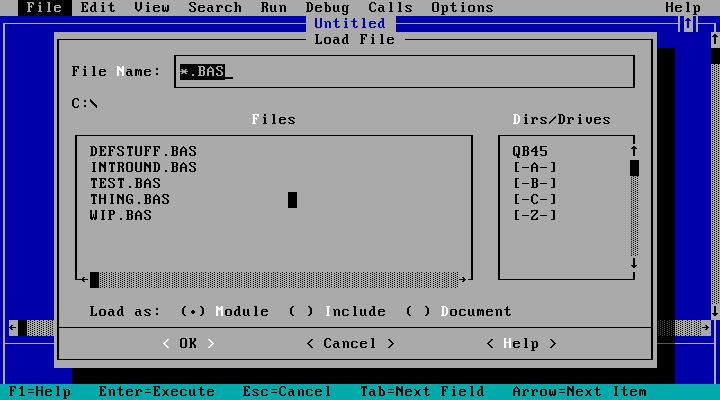 File Edit View Search Run Debug Calls Options Help
Untitled
Load File
File Name: *.BAS_
C:\
Files Dirs/Drives
DEFSTUFF.BAS QB45
INTROUND.BAS [-A-]
TEST.BAS [-B-]
THING.BAS [-C-]
WIP.BAS [-Z-]
Load as: (•) Module ( ) Include ( ) Document
< OK > < Cancel > < Help >
F1=Help Enter=Execute Esc=Cancel Tab=Next Field Arrow=Next Item